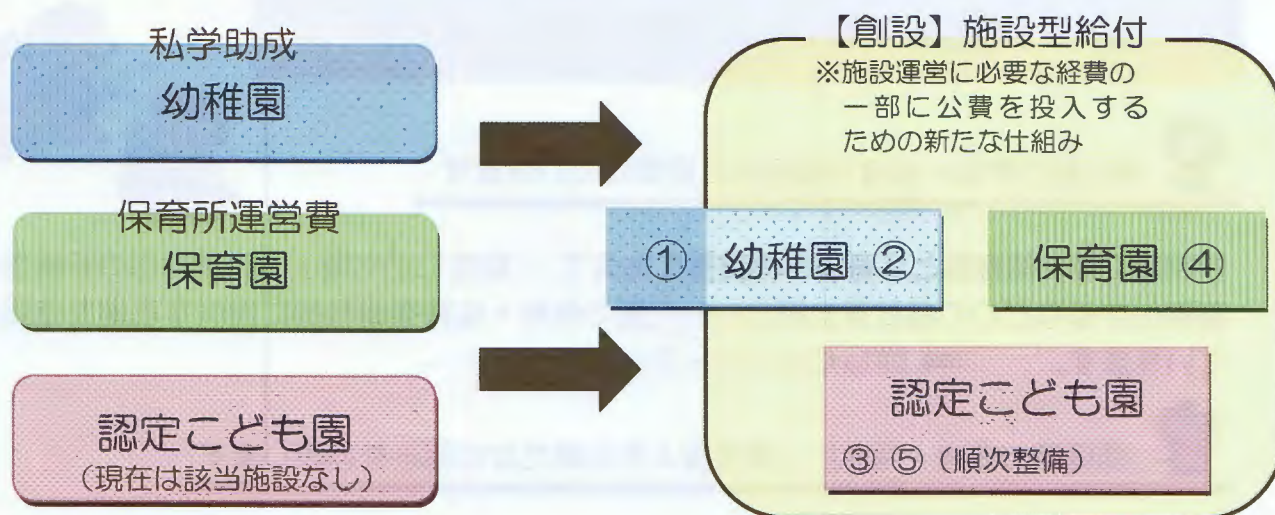 私学助成
幼稚園
保育所運営費
保育園
認定こども園
（現在は該当施設なし）
【創設】施設型給付
※施設運営に必要な経費の
一部に公費を投入する
ための新たな仕組み
① 幼稚園 ②
保育園 ④
認定こども園
③ ⑤（順次整備）